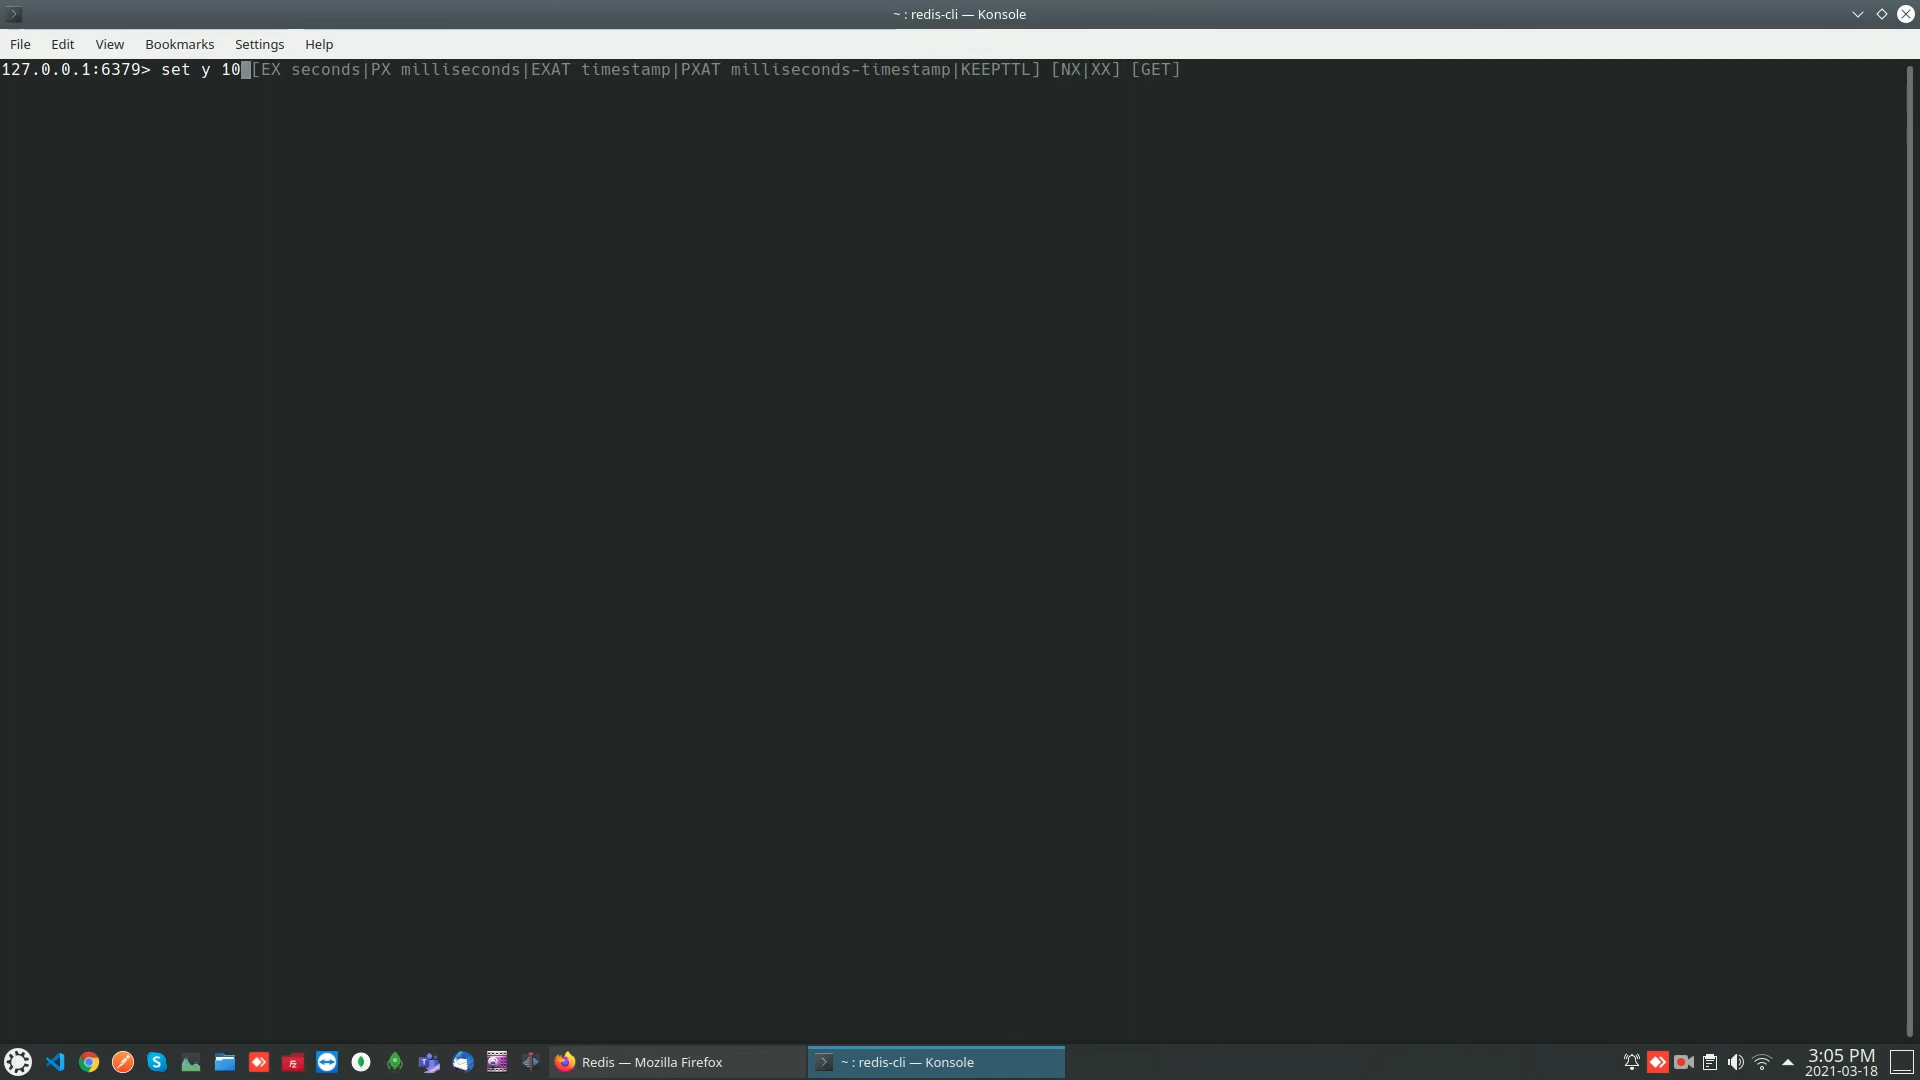 ~ : redis-cli — Konsole
File Edit View Bookmarks Settings Help
127.0.0.1:6379> set y 10 [EX seconds|PX milliseconds|EXAT timestamp|PXAT milliseconds-timestamp|KEEPTTL] [NX|XX] [GET]
Redis — Mozilla Firefox
~ : redis-cli — Konsole
3:05 PM
2021-03-18